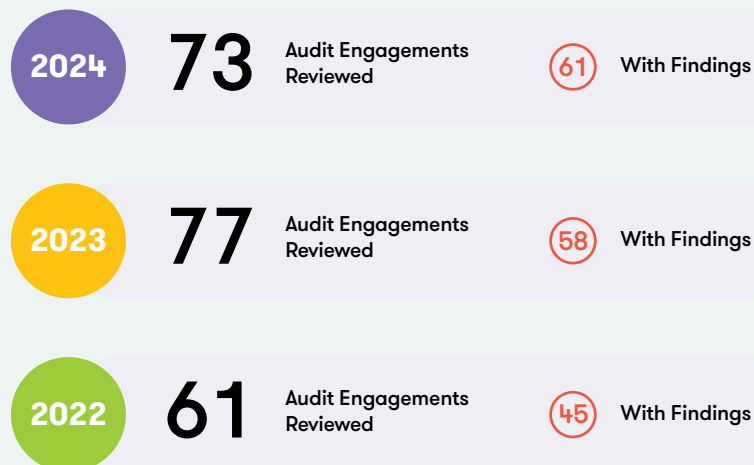 2024
73
Audit Engagements
Reviewed
61
With Findings
2023
77
Audit Engagements
Reviewed
58
With Findings
2022
61
Audit Engagements
Reviewed
45
With Findings